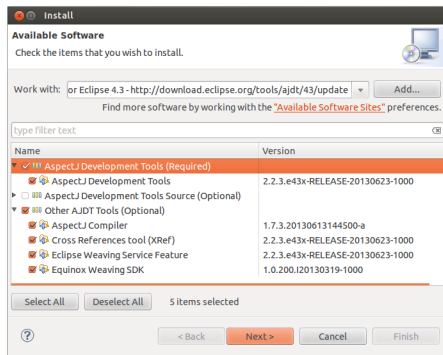 Install
Available Software
Check the items that you wish to install.
Work with: or Eclipse 4.3 - http://download.eclipse.org/tools/ajdt/43/update Add...
Find more software by working with the "Available Software Sites" preferences.
type filter text
Name Version
AspectJ Development Tools (Required)
AspectJ Development Tools 2.2.3.e43x-RELEASE-20130623-1000
AspectJ Development Tools Source (Optional)
Other AJDT Tools (Optional)
AspectJ Compiler 1.7.3.20130613144500-a
Cross References tool (XRef) 2.2.3.e43x-RELEASE-20130623-1000
Eclipse Weaving Service Feature 2.2.3.e43x-RELEASE-20130623-1000
Equinox Weaving SDK 1.0.200.I20130319-1000
Select All Deselect All 5 items selected
? < Back Next > Cancel Finish